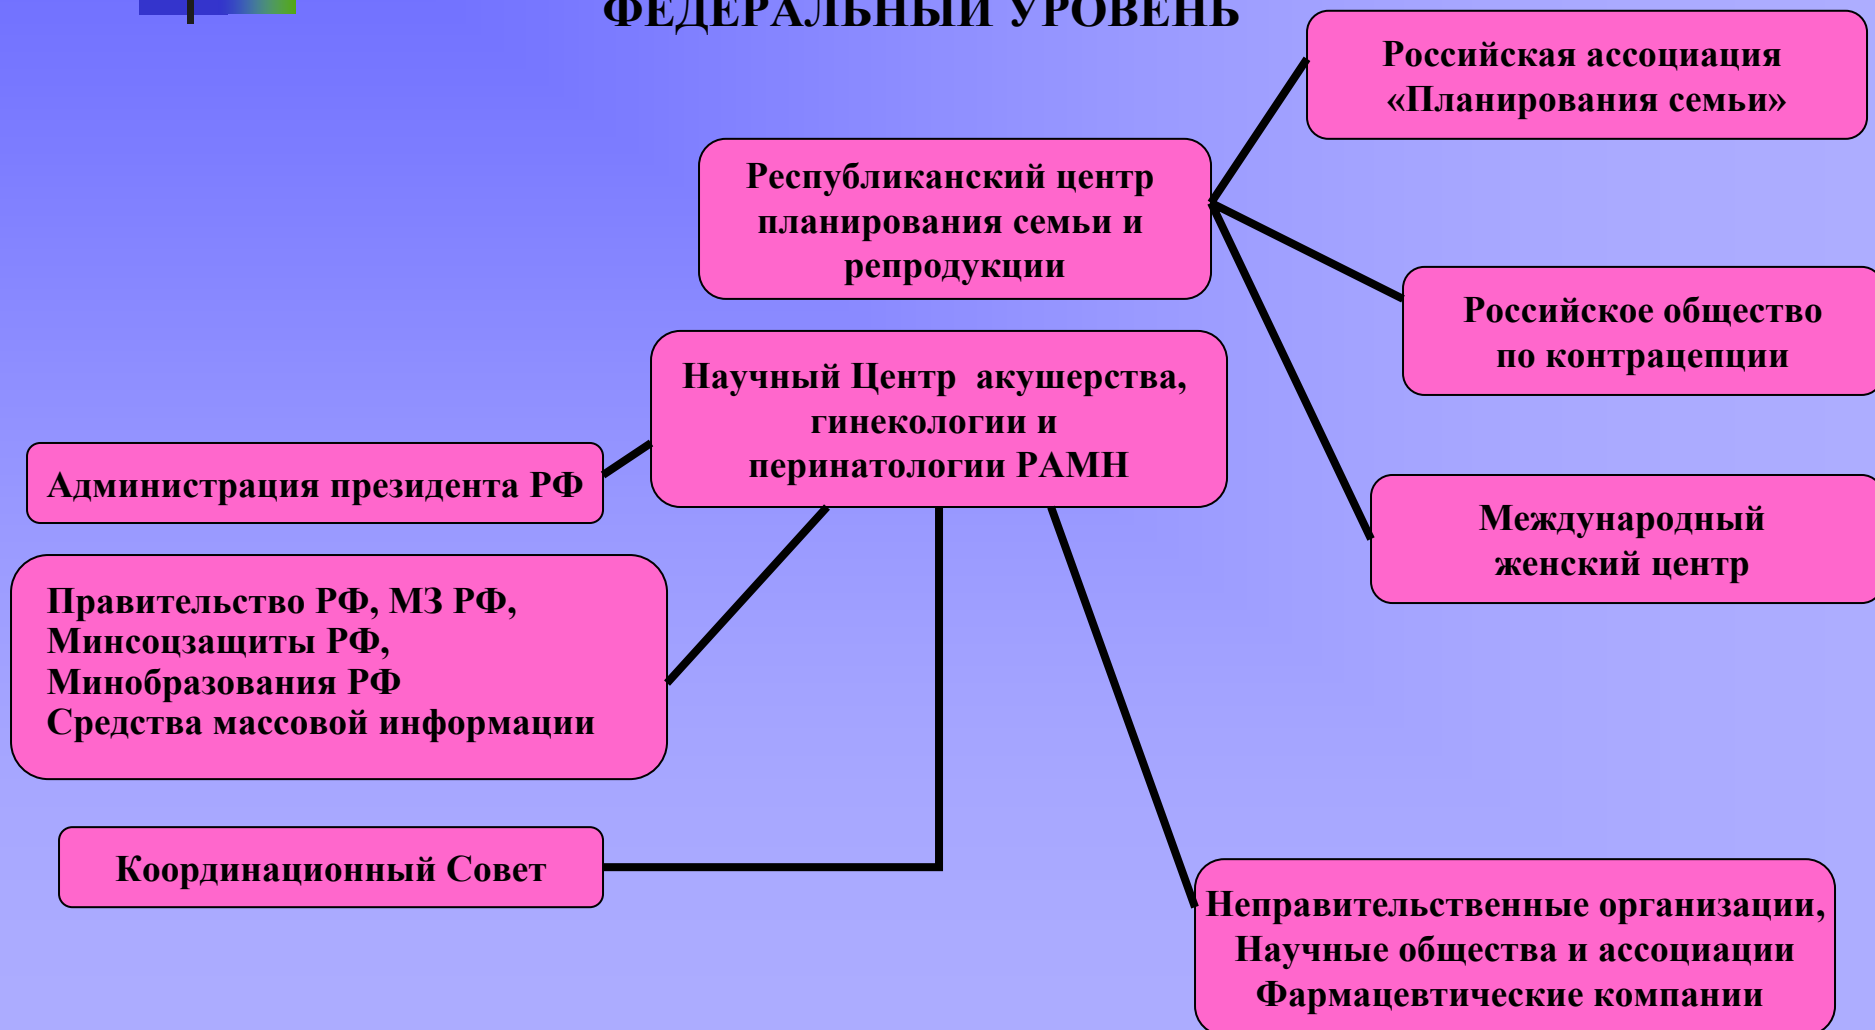 ФЕДЕРАЛЬНЫЙ УРОВЕНЬ
Российская ассоциация
«Планирования семьи»
Республиканский центр
планирования семьи и
репродукции
Российское общество
по контрацепции
Научный Центр  акушерства,
гинекологии и
перинатологии РАМН
Администрация президента РФ
Международный
женский центр
Правительство РФ, МЗ РФ,
Минсоцзащиты РФ,
Минобразования РФ
Средства массовой информации
Координационный Совет
Неправительственные организации,
Научные общества и ассоциации
Фармацевтические компании